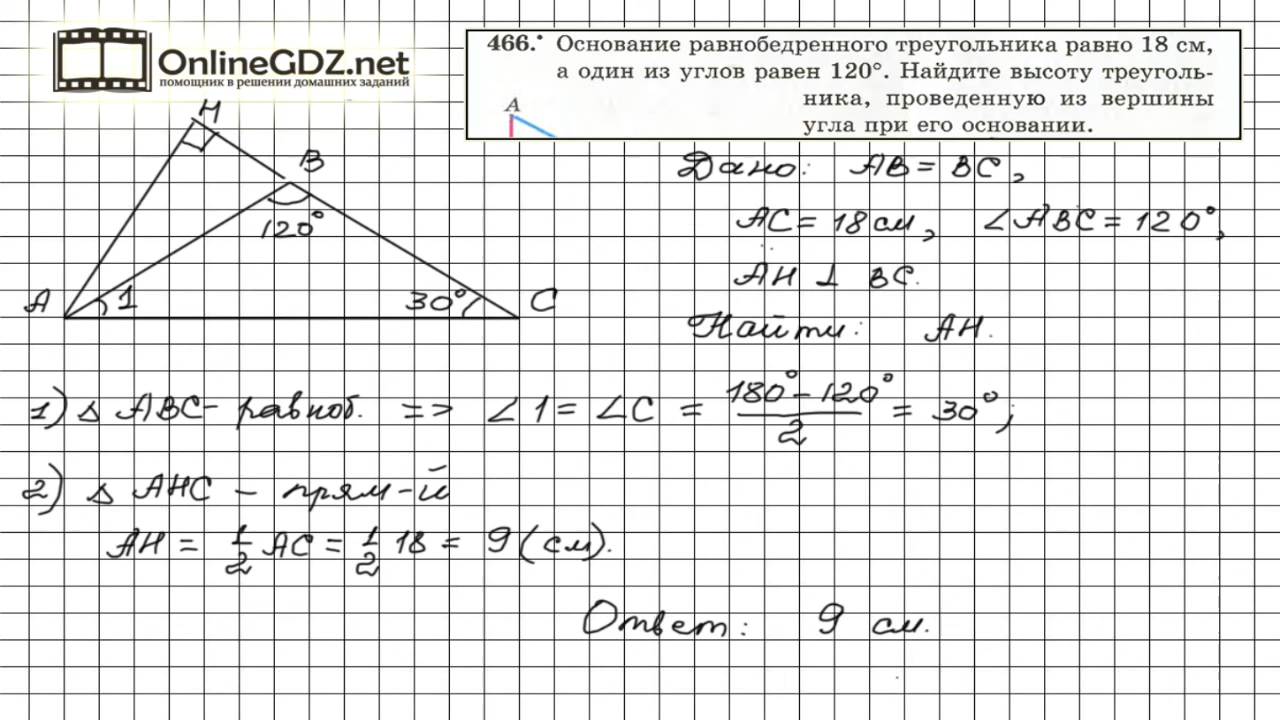 OnlineGDZ.net
помощник в решении домашних заданий
466.• Основание равнобедренного треугольника равно 18 см,
а один из углов равен 120°. Найдите высоту треуголь-
ника, проведенную из вершины
угла при его основании.
A
H
B
120°
A
1
30°
C
Дано: AB = BC,
AC = 18 см, ∠ABC = 120°,
AH ⊥ BC.
Найти: AH.
1) Δ ABC - равноб. => ∠1 = ∠C = (180° - 120°)/2 = 30°;
2) Δ AHC - прям-й
AH = 1/2 AC = 1/2 18 = 9 (см).
Ответ: 9 см.